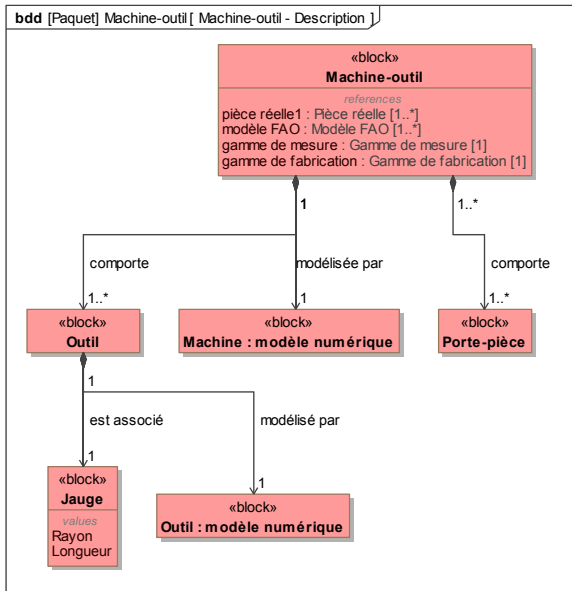 bdd [Paquet] Machine-outil [ Machine-outil - Description ]
«block»
Machine-outil
references
pièce réelle1 : Pièce réelle [1..*]
modèle FAO : Modèle FAO [1..*]
gamme de mesure : Gamme de mesure [1]
gamme de fabrication : Gamme de fabrication [1]
1
1..*
comporte
modélisée par
comporte
1..*
1
1..*
«block»
Outil
«block»
Machine : modèle numérique
«block»
Porte-pièce
1
est associé
modélisé par
1
1
«block»
Jauge
values
Rayon
Longueur
«block»
Outil : modèle numérique